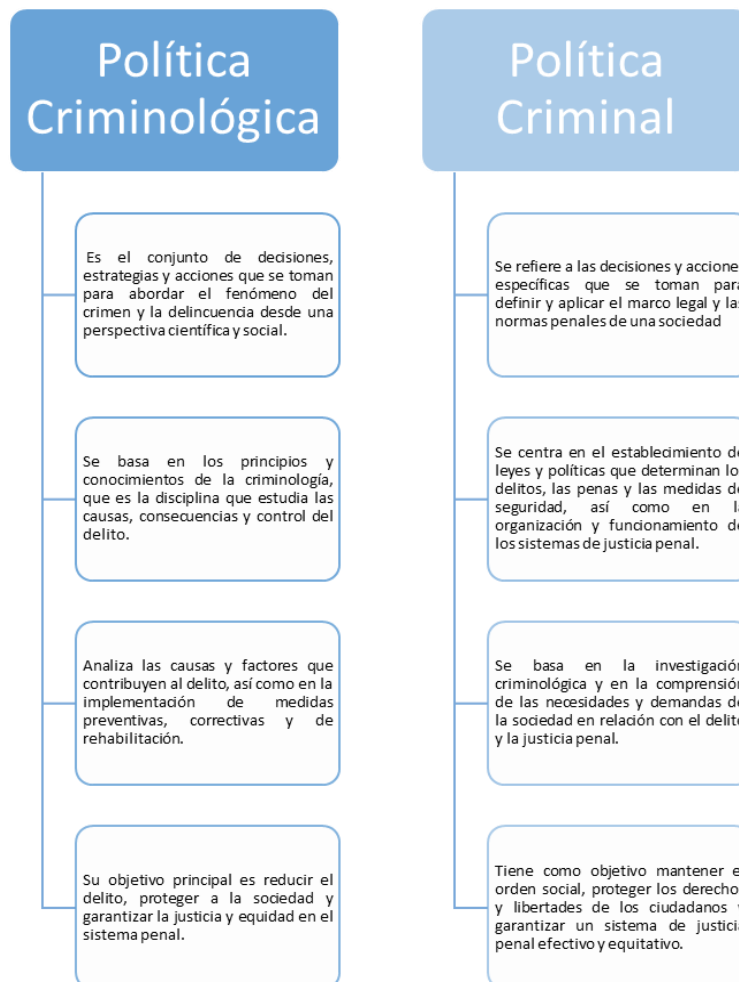 Política
Criminológica
Es el conjunto de decisiones,
estrategias y acciones que se toman
para abordar el fenómeno del
crimen y la delincuencia desde una
perspectiva científica y social.
Se basa en los principios y
conocimientos de la criminología,
que es la disciplina que estudia las
causas, consecuencias y control del
delito.
Analiza las causas y factores que
contribuyen al delito, así como en la
implementación de medidas
preventivas, correctivas y de
rehabilitación.
Su objetivo principal es reducir el
delito, proteger a la sociedad y
garantizar la justicia y equidad en el
sistema penal.
Política
Criminal
Se refiere a las decisiones y accione
específicas que se toman para
definir y aplicar el marco legal y las
normas penales de una sociedad
Se centra en el establecimiento de
leyes y políticas que determinan lo
delitos, las penas y las medidas de
seguridad, así como en la
organización y funcionamiento de
los sistemas de justicia penal.
Se basa en la investigación
criminológica y en la comprensión
de las necesidades y demandas de
la sociedad en relación con el delito
y la justicia penal.
Tiene como objetivo mantener e
orden social, proteger los derecho
y libertades de los ciudadanos y
garantizar un sistema de justicia
penal efectivo y equitativo.